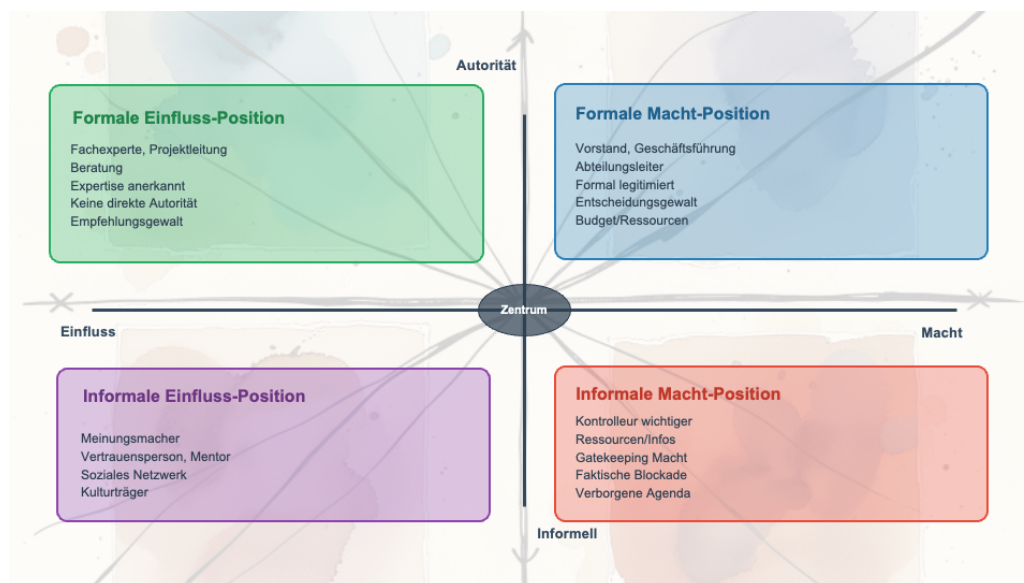 Autorität
Formale Einfluss-Position
Fachexperte, Projektleitung
Beratung
Expertise anerkannt
Keine direkte Autorität
Empfehlungsgewalt
Formale Macht-Position
Vorstand, Geschäftsführung
Abteilungsleiter
Formal legitimiert
Entscheidungsgewalt
Budget/Ressourcen
Zentrum
Einfluss
Macht
Informale Einfluss-Position
Meinungsmacher
Vertrauensperson, Mentor
Soziales Netzwerk
Kulturträger
Informale Macht-Position
Kontrolleur wichtiger
Ressourcen/Infos
Gatekeeping Macht
Faktische Blockade
Verborgene Agenda
Informell